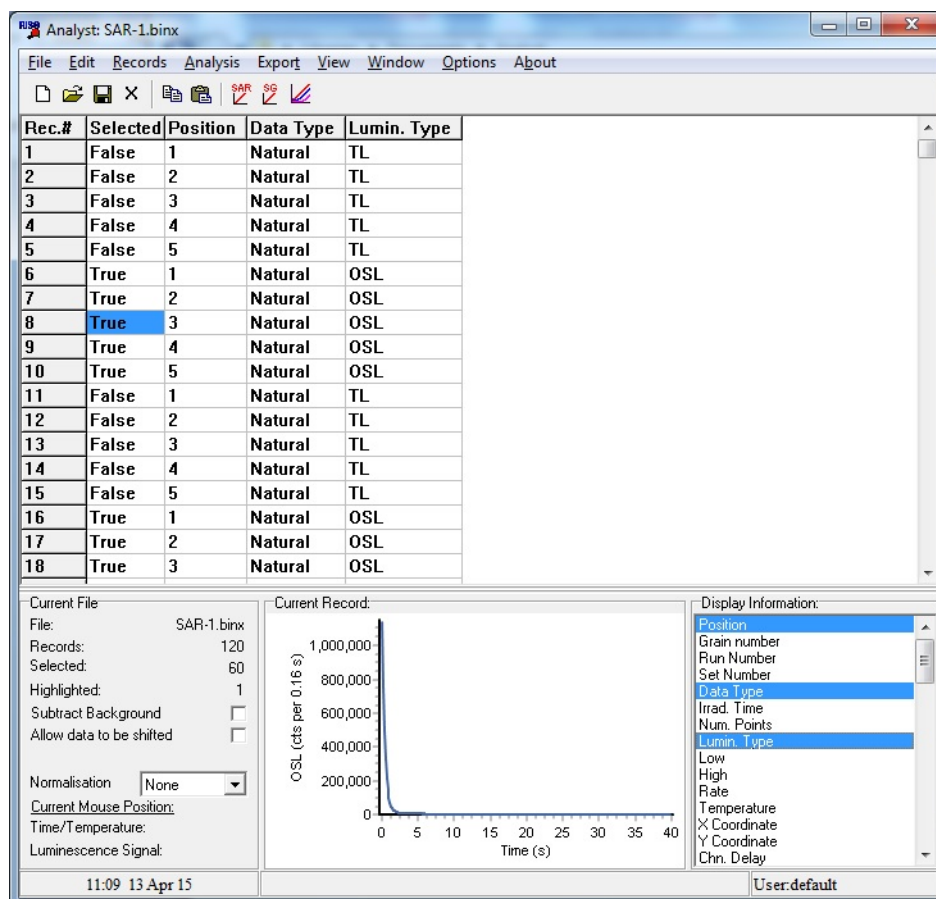 RISØ Analyst: SAR-1.binx
File Edit Records Analysis Export View Window Options About
SAR SG
Rec.# Selected Position Data Type Lumin. Type
1 False 1 Natural TL
2 False 2 Natural TL
3 False 3 Natural TL
4 False 4 Natural TL
5 False 5 Natural TL
6 True 1 Natural OSL
7 True 2 Natural OSL
8 True 3 Natural OSL
9 True 4 Natural OSL
10 True 5 Natural OSL
11 False 1 Natural TL
12 False 2 Natural TL
13 False 3 Natural TL
14 False 4 Natural TL
15 False 5 Natural TL
16 True 1 Natural OSL
17 True 2 Natural OSL
18 True 3 Natural OSL
Current File
File: SAR-1.binx
Records: 120
Selected: 60
Highlighted: 1
Subtract Background
Allow data to be shifted
Normalisation None
Current Mouse Position:
Time/Temperature:
Luminescence Signal:
Current Record:
OSL (cts per 0.16 s)
1,000,000
800,000
600,000
400,000
200,000
0
0 5 10 15 20 25 30 35 40
Time (s)
Display Information:
Position
Grain number
Run Number
Set Number
Data Type
Irrad. Time
Num. Points
Lumin. Type
Low
High
Rate
Temperature
X Coordinate
Y Coordinate
Chn. Delay
11:09 13 Apr 15
User:default